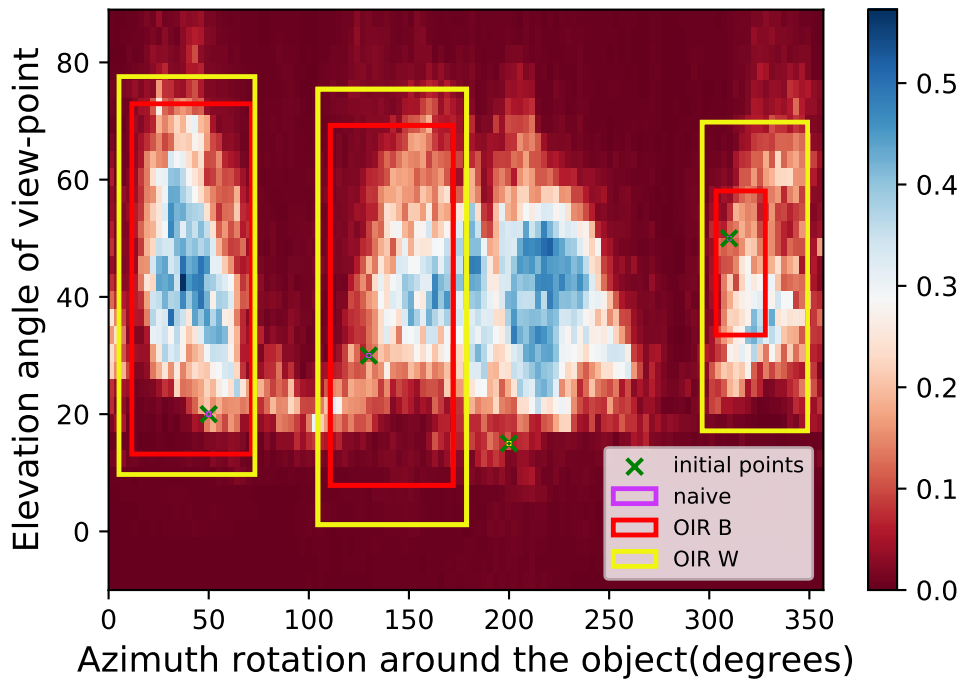 Elevation angle of view-point
80
60
40
20
0
0 50 100 150 200 250 300 350
Azimuth rotation around the object(degrees)
initial points
naive
OIR B
OIR W
0.5
0.4
0.3
0.2
0.1
0.0